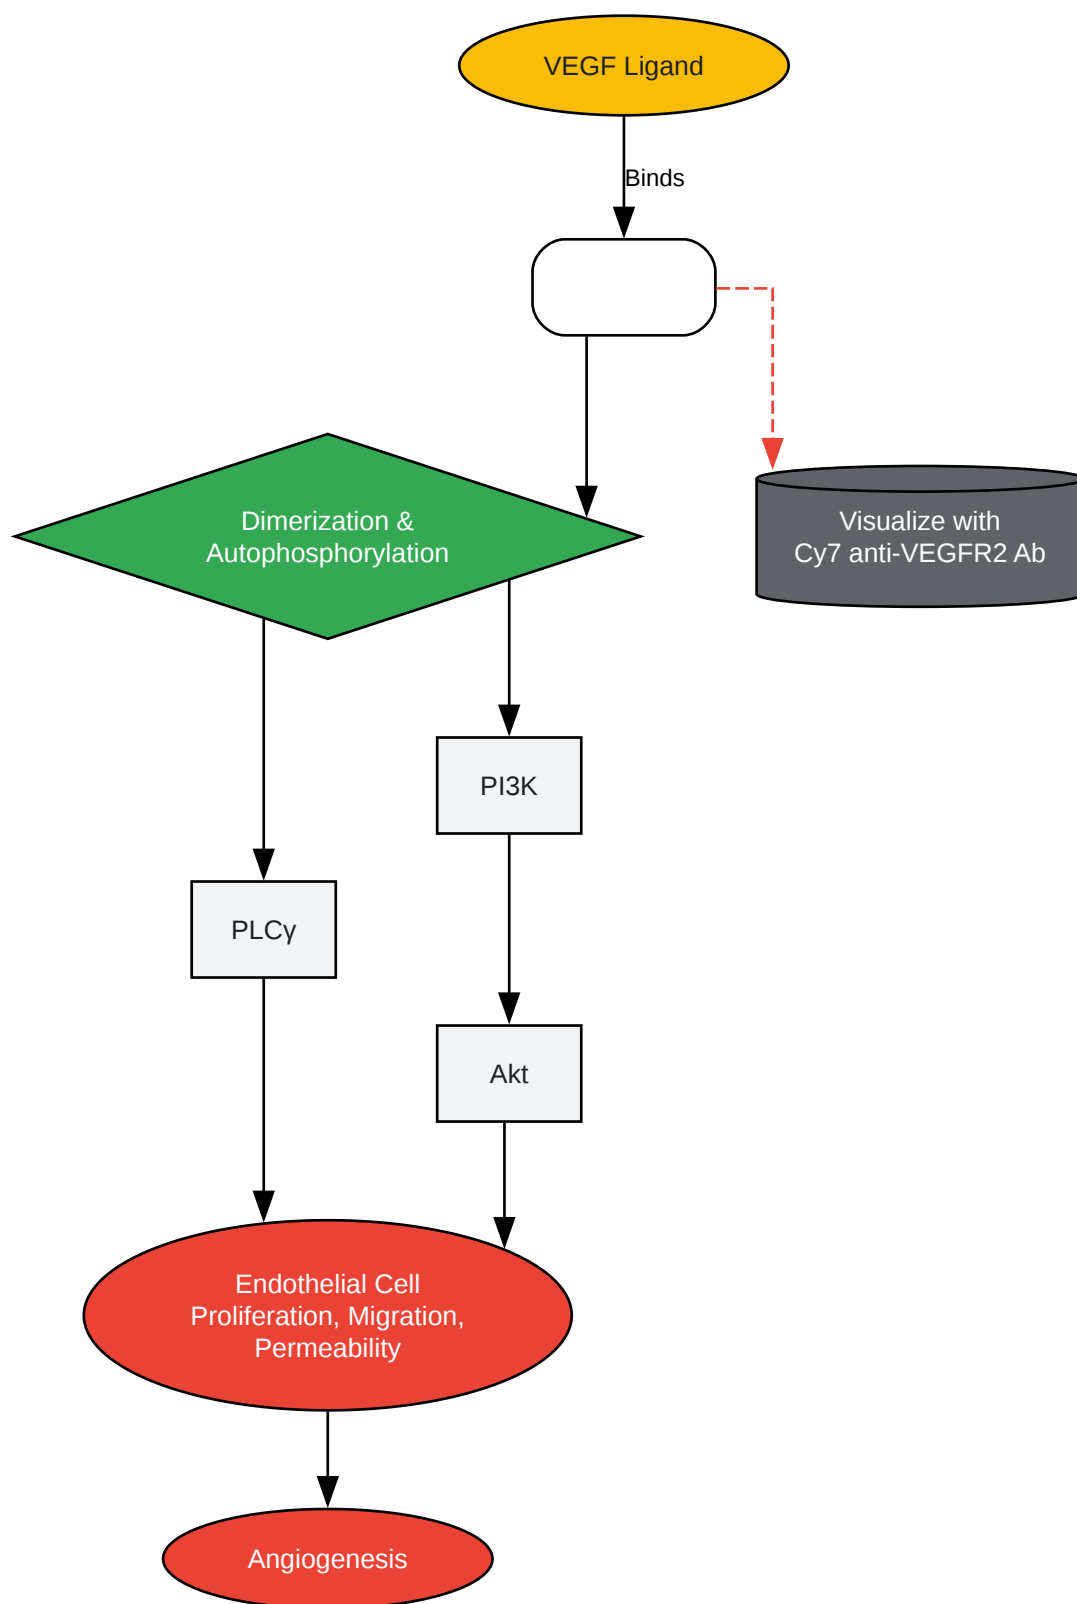 VEGF Ligand
Binds
Dimerization &
Autophosphorylation
Visualize with
Cy7 anti-VEGFR2 Ab
PI3K
PLCγ
Akt
Endothelial Cell
Proliferation, Migration,
Permeability
Angiogenesis